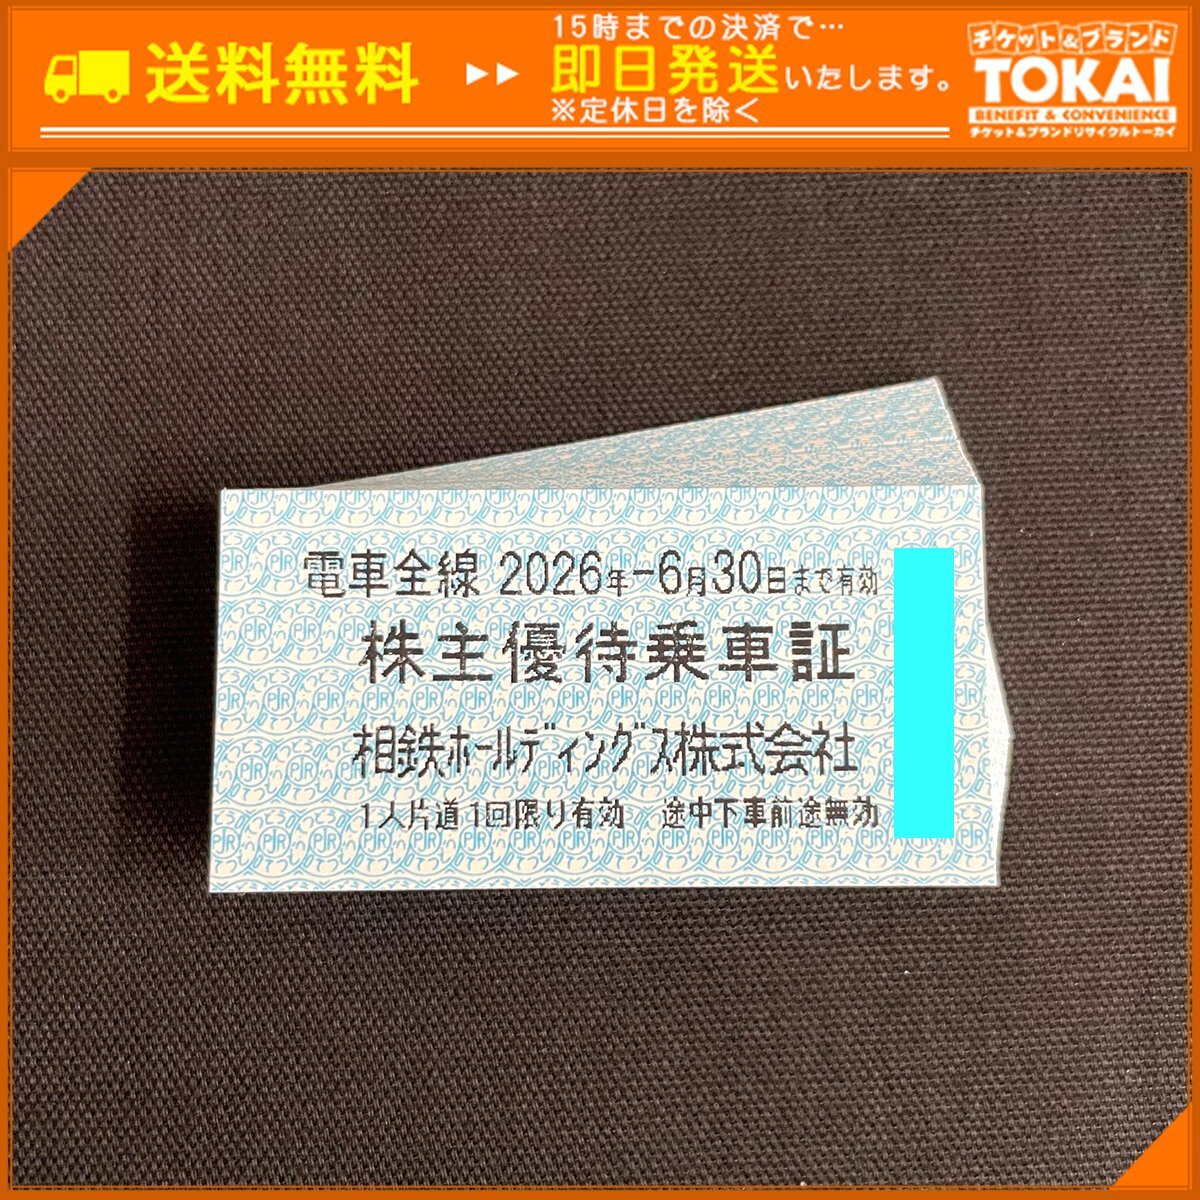 送料無料
15時までの決済で…
即日発送いたします。
※定休日を除く
チケット&ブランド
TOKAI
BENEFIT & CONVENIENCE
チケット&ブランドリサイクルトーカイ
電車全線 2026年-6月30日まで有効
株主優待乗車証
相鉄ホールディングス株式会社
1人片道1回限り有効 途中下車前途無効